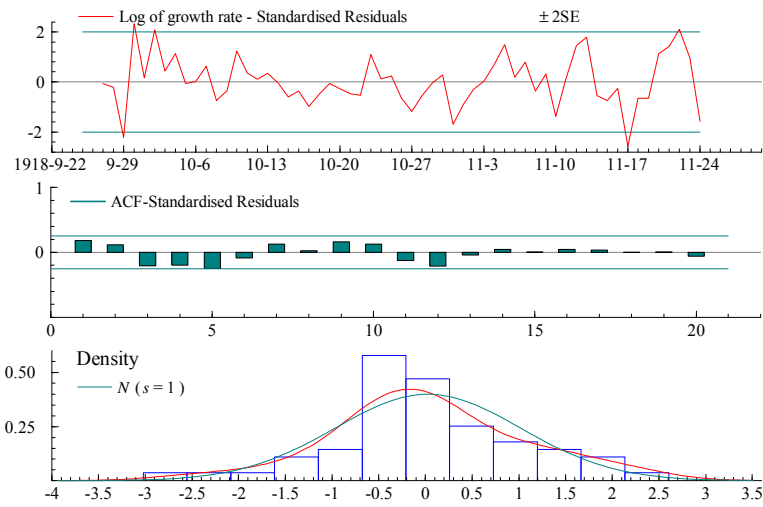 Log of growth rate - Standardised Residuals ± 2SE
2
0
-2
1918-9-22 9-29 10-6 10-13 10-20 10-27 11-3 11-10 11-17 11-24
1
ACF-Standardised Residuals
0
0 5 10 15 20
Density
0.50
N ( s = 1 )
0.25
-4 -3.5 -3 -2.5 -2 -1.5 -1 -0.5 0 0.5 1 1.5 2 2.5 3 3.5